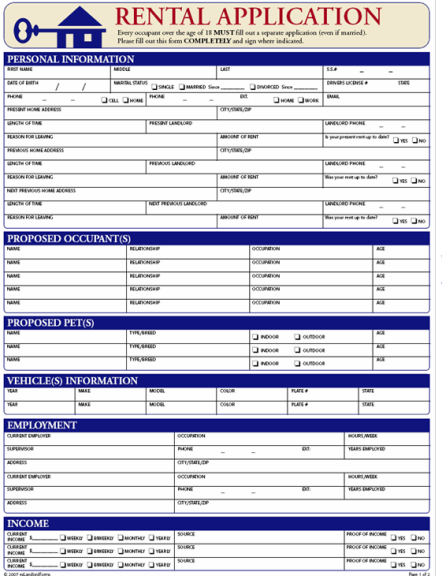 RENTAL APPLICATION
Every occupant over the age of 18 MUST fill out a separate application (even if married).
Please fill out this form COMPLETELY and sign where indicated.
PERSONAL INFORMATION
FIRST NAME MIDDLE LAST S.S.#
DATE OF BIRTH / / MARITAL STATUS SINGLE MARRIED Since DIVORCED Since DRIVERS LICENSE # STATE
PHONE – – CELL HOME PHONE – – EXT. HOME WORK EMAIL
PRESENT HOME ADDRESS CITY/STATE/ZIP
LENGTH OF TIME PRESENT LANDLORD LANDLORD PHONE – –
REASON FOR LEAVING AMOUNT OF RENT Is your present rent up to date? YES NO
PREVIOUS HOME ADDRESS CITY/STATE/ZIP
LENGTH OF TIME PREVIOUS LANDLORD LANDLORD PHONE – –
REASON FOR LEAVING AMOUNT OF RENT Was your rent up to date? YES NO
NEXT PREVIOUS HOME ADDRESS CITY/STATE/ZIP
LENGTH OF TIME NEXT PREVIOUS LANDLORD LANDLORD PHONE – –
REASON FOR LEAVING AMOUNT OF RENT Was your rent up to date? YES NO
PROPOSED OCCUPANT(S)
NAME RELATIONSHIP OCCUPATION AGE
NAME RELATIONSHIP OCCUPATION AGE
NAME RELATIONSHIP OCCUPATION AGE
NAME RELATIONSHIP OCCUPATION AGE
NAME RELATIONSHIP OCCUPATION AGE
PROPOSED PET(S)
NAME TYPE/BREED INDOOR OUTDOOR AGE
NAME TYPE/BREED INDOOR OUTDOOR AGE
NAME TYPE/BREED INDOOR OUTDOOR AGE
VEHICLE(S) INFORMATION
YEAR MAKE MODEL COLOR PLATE # STATE
YEAR MAKE MODEL COLOR PLATE # STATE
EMPLOYMENT
CURRENT EMPLOYER OCCUPATION HOURS/WEEK
SUPERVISOR PHONE – – EXT. YEARS EMPLOYED
ADDRESS CITY/STATE/ZIP
CURRENT EMPLOYER OCCUPATION HOURS/WEEK
SUPERVISOR PHONE – – EXT. YEARS EMPLOYED
ADDRESS CITY/STATE/ZIP
INCOME
CURRENT INCOME $ WEEKLY BIWEEKLY MONTHLY YEARLY SOURCE PROOF OF INCOME YES NO
CURRENT INCOME $ WEEKLY BIWEEKLY MONTHLY YEARLY SOURCE PROOF OF INCOME YES NO
CURRENT INCOME $ WEEKLY BIWEEKLY MONTHLY YEARLY SOURCE PROOF OF INCOME YES NO
© 2007 ezLandlordForms Page 1 of 2